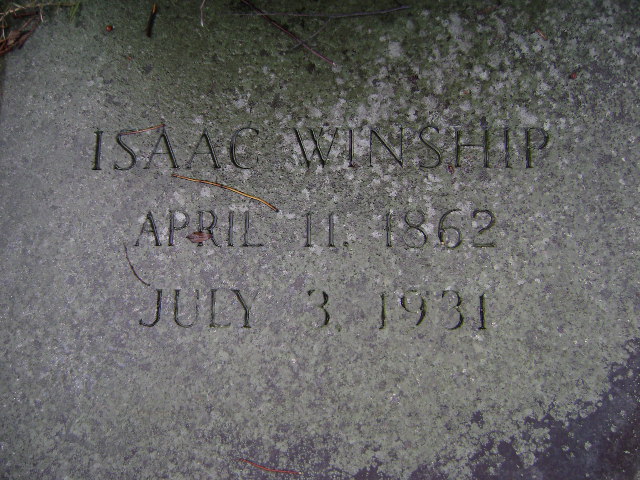 ISAAC WINSHIP
APRIL 11. 1862
JULY 3. 1931